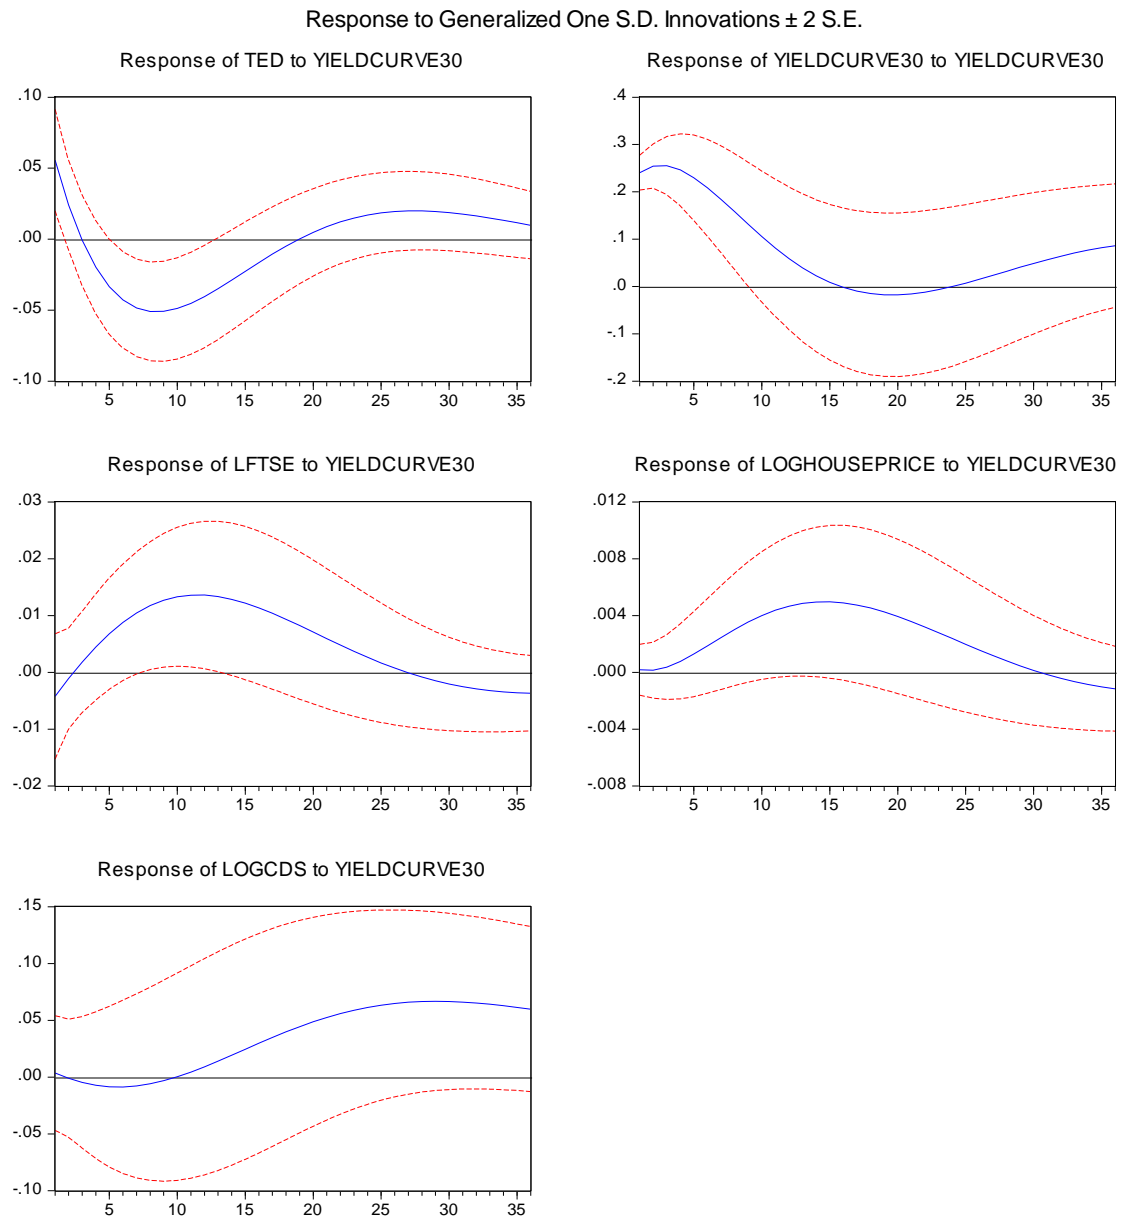 Response to Generalized One S.D. Innovations ± 2 S.E.
Response of TED to YIELDCURVE30
.10
.05
.00
-.05
-.10
5 10 15 20 25 30 35
Response of YIELDCURVE30 to YIELDCURVE30
.4
.3
.2
.1
.0
-.1
-.2
5 10 15 20 25 30 35
Response of LFTSE to YIELDCURVE30
.03
.02
.01
.00
-.01
-.02
5 10 15 20 25 30 35
Response of LOGHOUSEPRICE to YIELDCURVE30
.012
.008
.004
.000
-.004
-.008
5 10 15 20 25 30 35
Response of LOGCDS to YIELDCURVE30
.15
.10
.05
.00
-.05
-.10
5 10 15 20 25 30 35